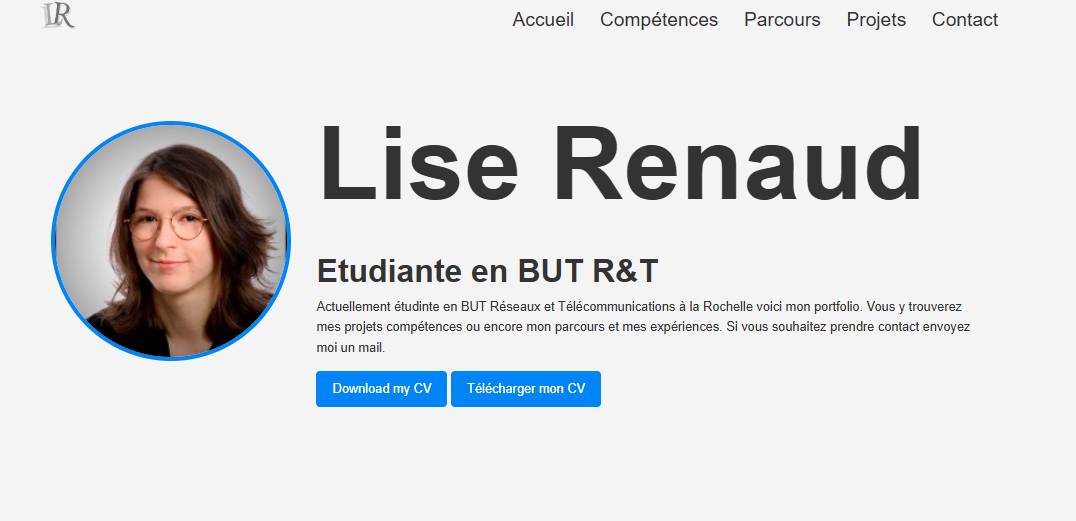 LR
Accueil Compétences Parcours Projets Contact
Lise Renaud
Etudiante en BUT R&T
Actuellement étudinte en BUT Réseaux et Télécommunications à la Rochelle voici mon portfolio. Vous y trouverez
mes projets compétences ou encore mon parcours et mes expériences. Si vous souhaitez prendre contact envoyez
moi un mail.
Download my CV Télécharger mon CV